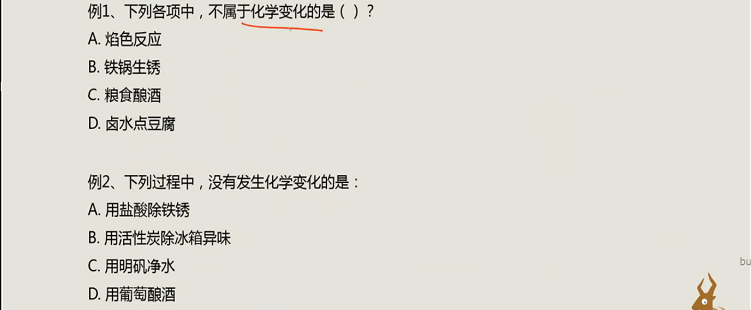 例1、下列各项中，不属于化学变化的是（ ）？
A. 焰色反应
B. 铁锅生锈
C. 粮食酿酒
D. 卤水点豆腐
例2、下列过程中，没有发生化学变化的是：
A. 用盐酸除铁锈
B. 用活性炭除冰箱异味
C. 用明矾净水
D. 用葡萄酿酒
bu